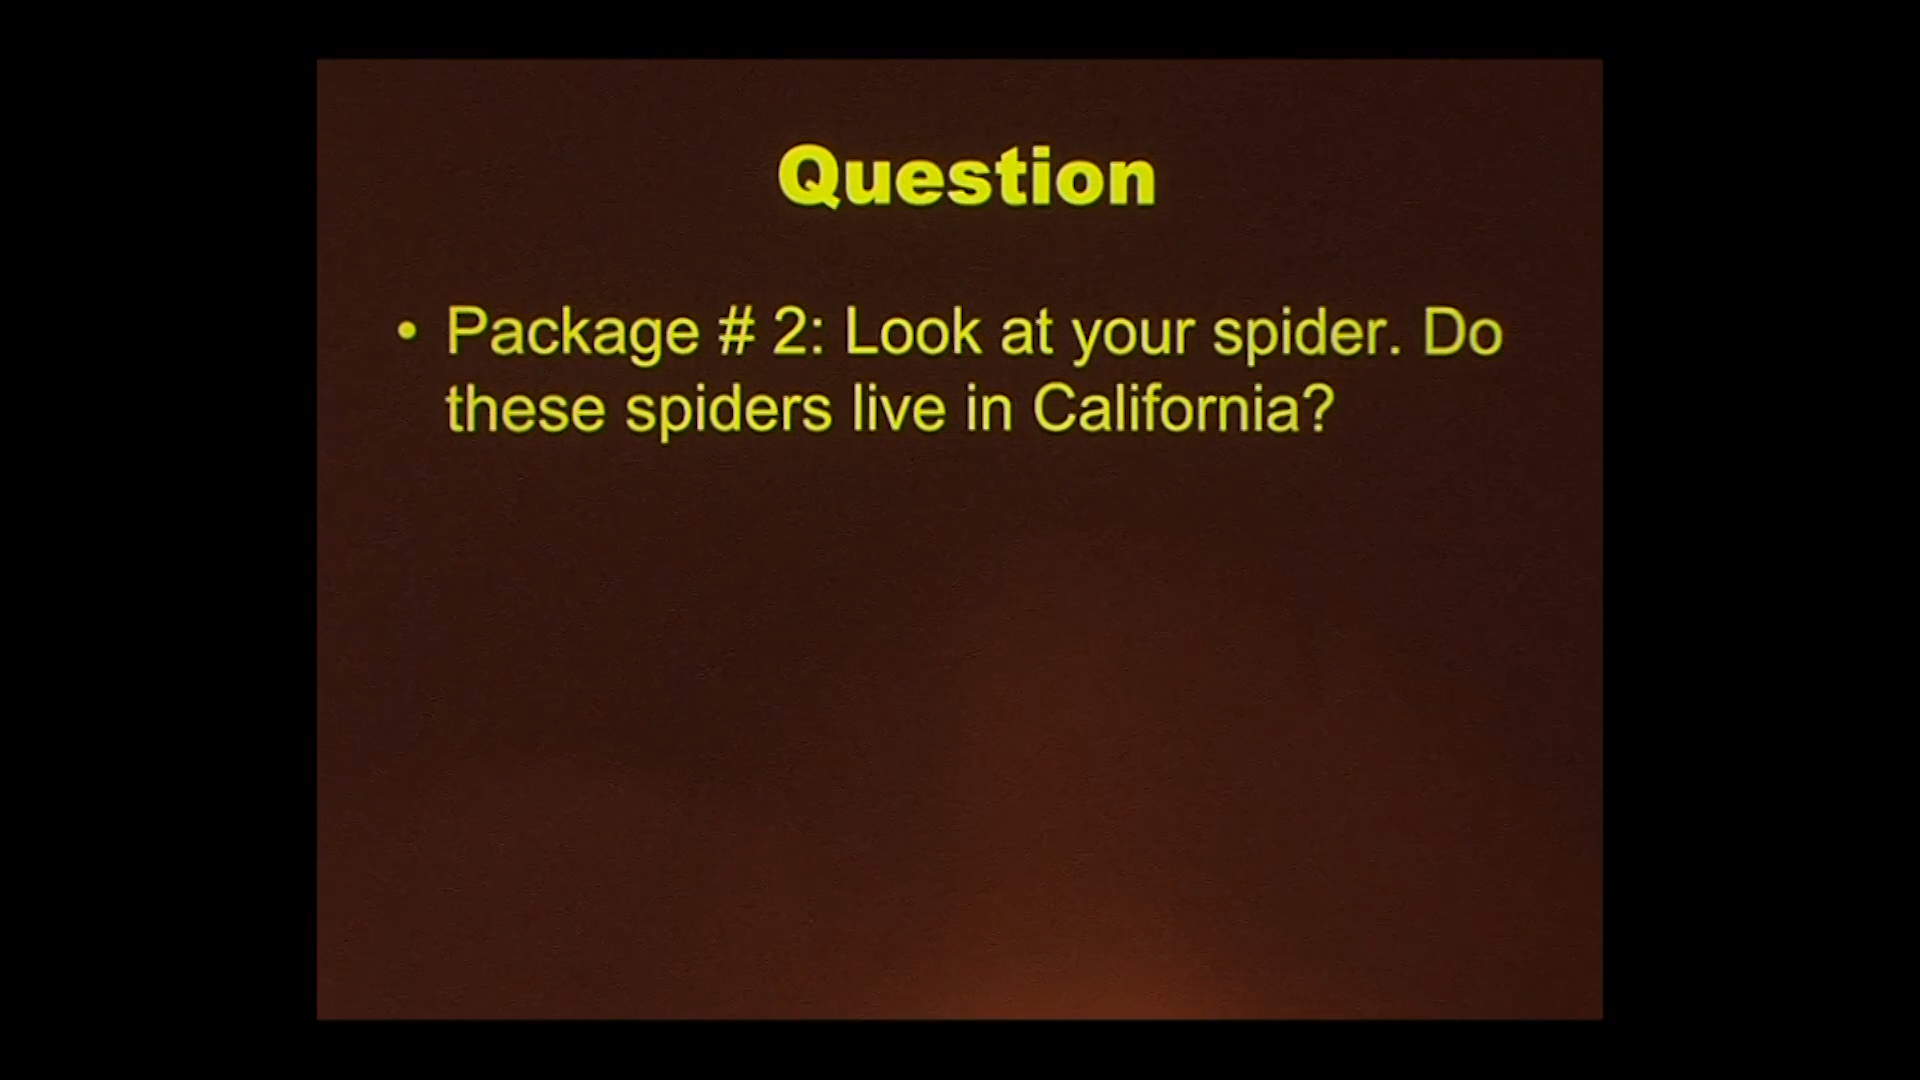 Question
• Package # 2: Look at your spider. Do
these spiders live in California?